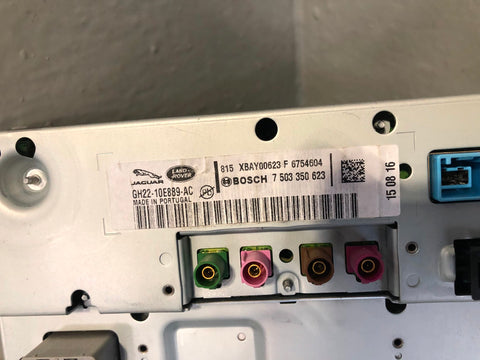 JAGUAR
LAND ROVER
GH22-10E889-AC
MADE IN PORTUGAL
815 XBAY00623 F 6754604
BOSCH 7 503 350 623
15 08 16